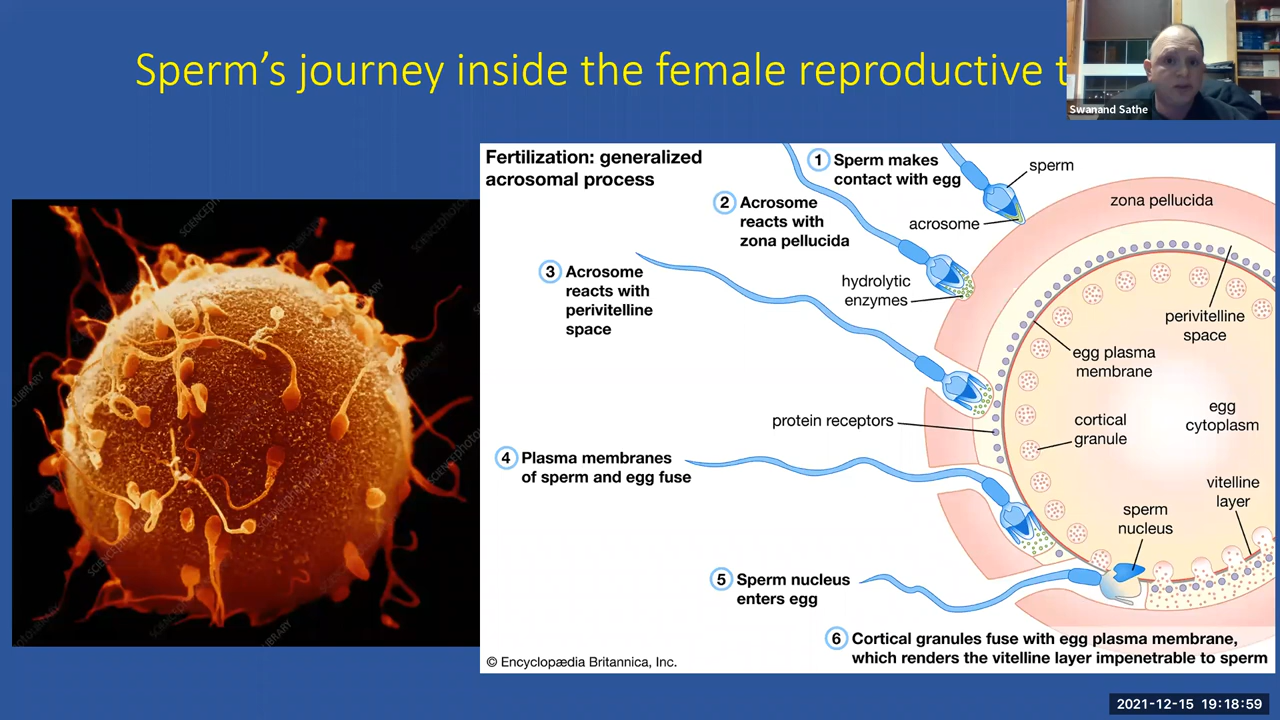 Sperm's journey inside the female reproductive
Swanand Sathe
Fertilization: generalized
acrosomal process
1 Sperm makes
contact with egg
sperm
zona pellucida
2 Acrosome
reacts with
zona pellucida
acrosome
3 Acrosome
reacts with
perivitelline
space
hydrolytic
enzymes
perivitelline
space
egg plasma
membrane
protein receptors
cortical
granule
egg
cytoplasm
4 Plasma membranes
of sperm and egg fuse
vitelline
layer
sperm
nucleus
5 Sperm nucleus
enters egg
6 Cortical granules fuse with egg plasma membrane,
which renders the vitelline layer impenetrable to sperm
© Encyclopædia Britannica, Inc.
2021-12-15 19:18:59